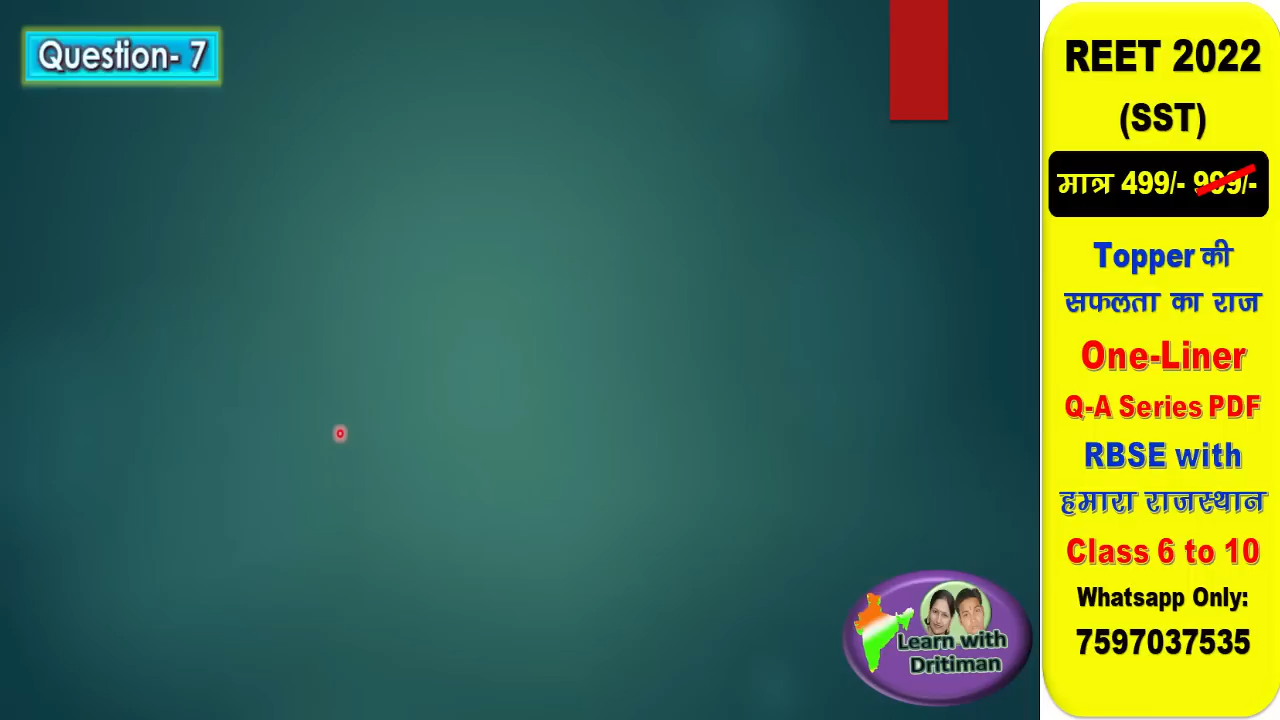 Question- 7
REET 2022
(SST)
मात्र 499/- 999/-
Topper की
सफलता का राज
One-Liner
Q-A Series PDF
RBSE with
हमारा राजस्थान
Class 6 to 10
Whatsapp Only:
7597037535
Learn with
Dritiman